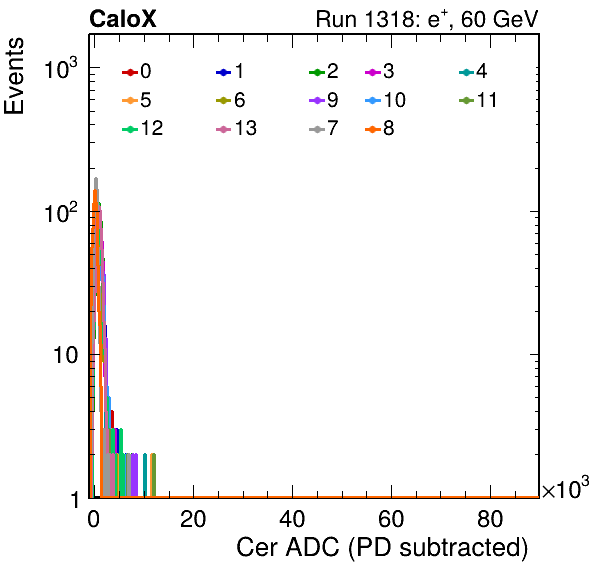 CaloX Run 1318: e⁺, 60 GeV
Events
10³
10²
10
1
0 1 2 3 4
5 6 9 10 11
12 13 7 8
0 20 40 60 80 ×10³
Cer ADC (PD subtracted)